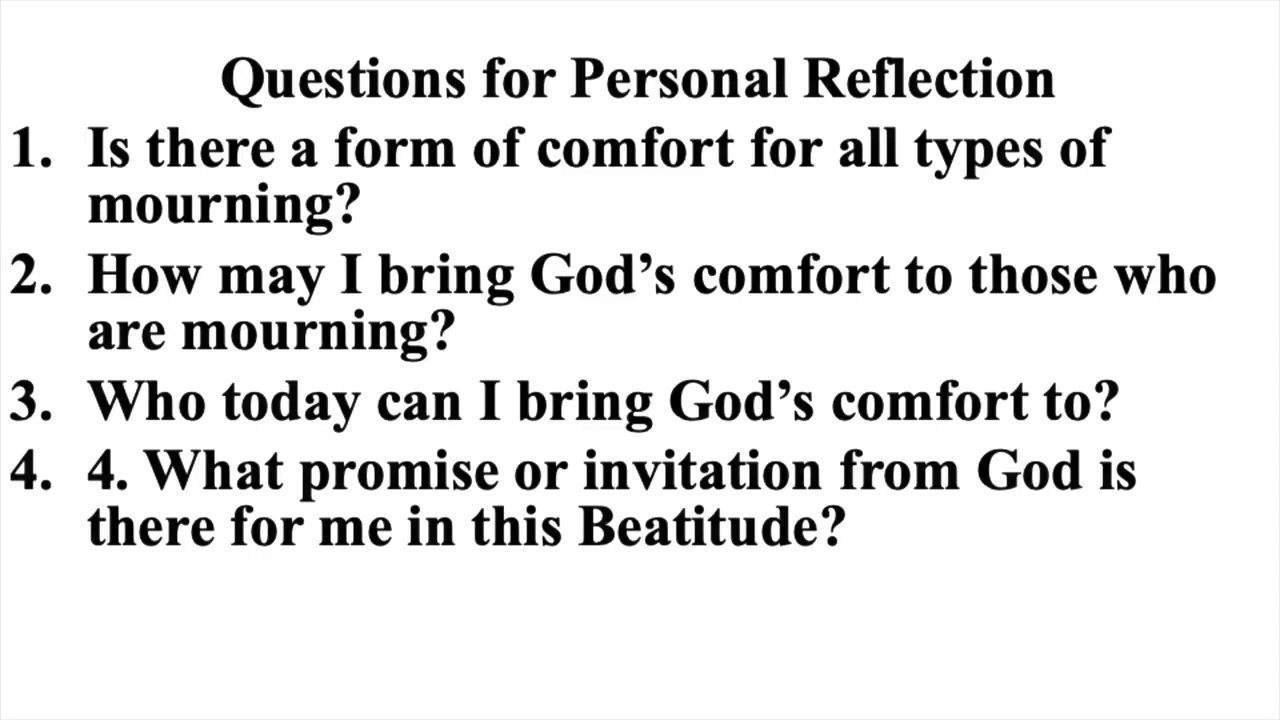 Questions for Personal Reflection
1. Is there a form of comfort for all types of
mourning?
2. How may I bring God’s comfort to those who
are mourning?
3. Who today can I bring God’s comfort to?
4. 4. What promise or invitation from God is
there for me in this Beatitude?